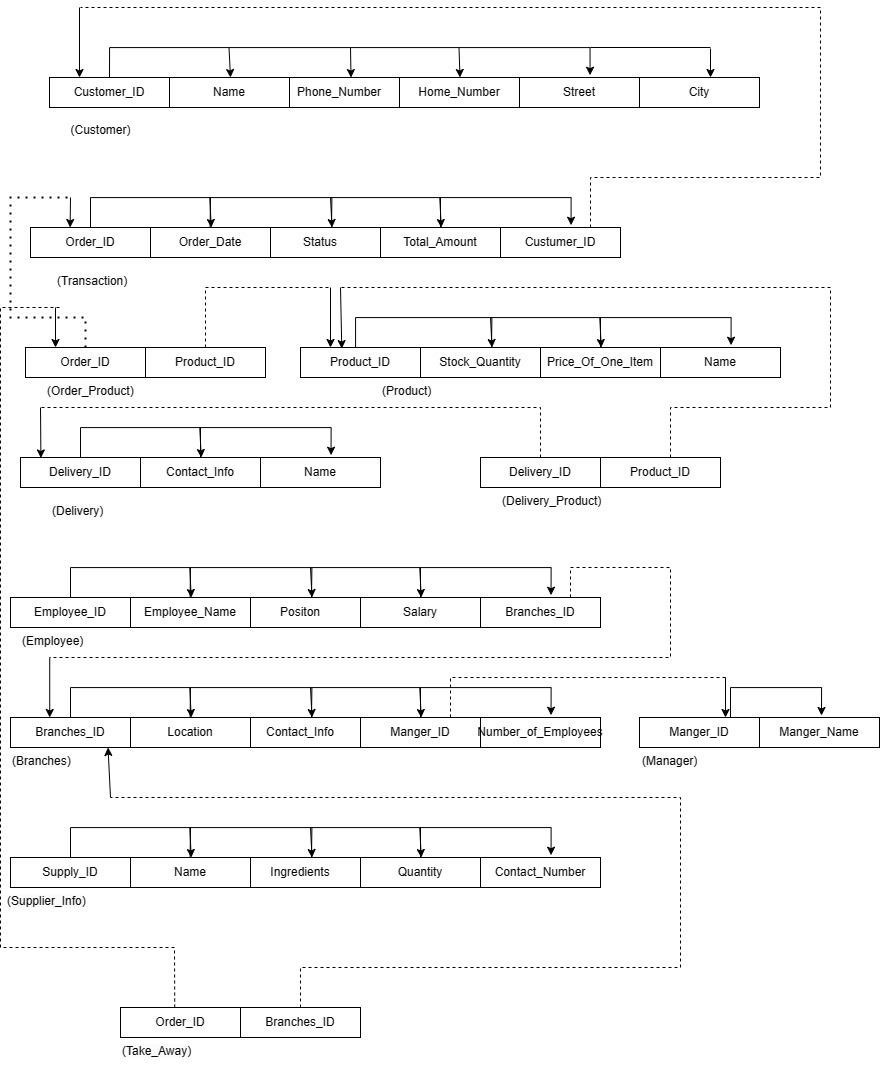 Customer_ID Name Phone_Number Home_Number Street City
(Customer)
Order_ID Order_Date Status Total_Amount Custumer_ID
(Transaction)
Order_ID Product_ID Product_ID Stock_Quantity Price_Of_One_Item Name
(Order_Product) (Product)
Delivery_ID Contact_Info Name Delivery_ID Product_ID
(Delivery_Product)
(Delivery)
Employee_ID Employee_Name Positon Salary Branches_ID
(Employee)
Branches_ID Location Contact_Info Manger_ID Number_of_Employees Manger_ID Manger_Name
(Branches) (Manager)
Supply_ID Name Ingredients Quantity Contact_Number
(Supplier_Info)
Order_ID Branches_ID
(Take_Away)